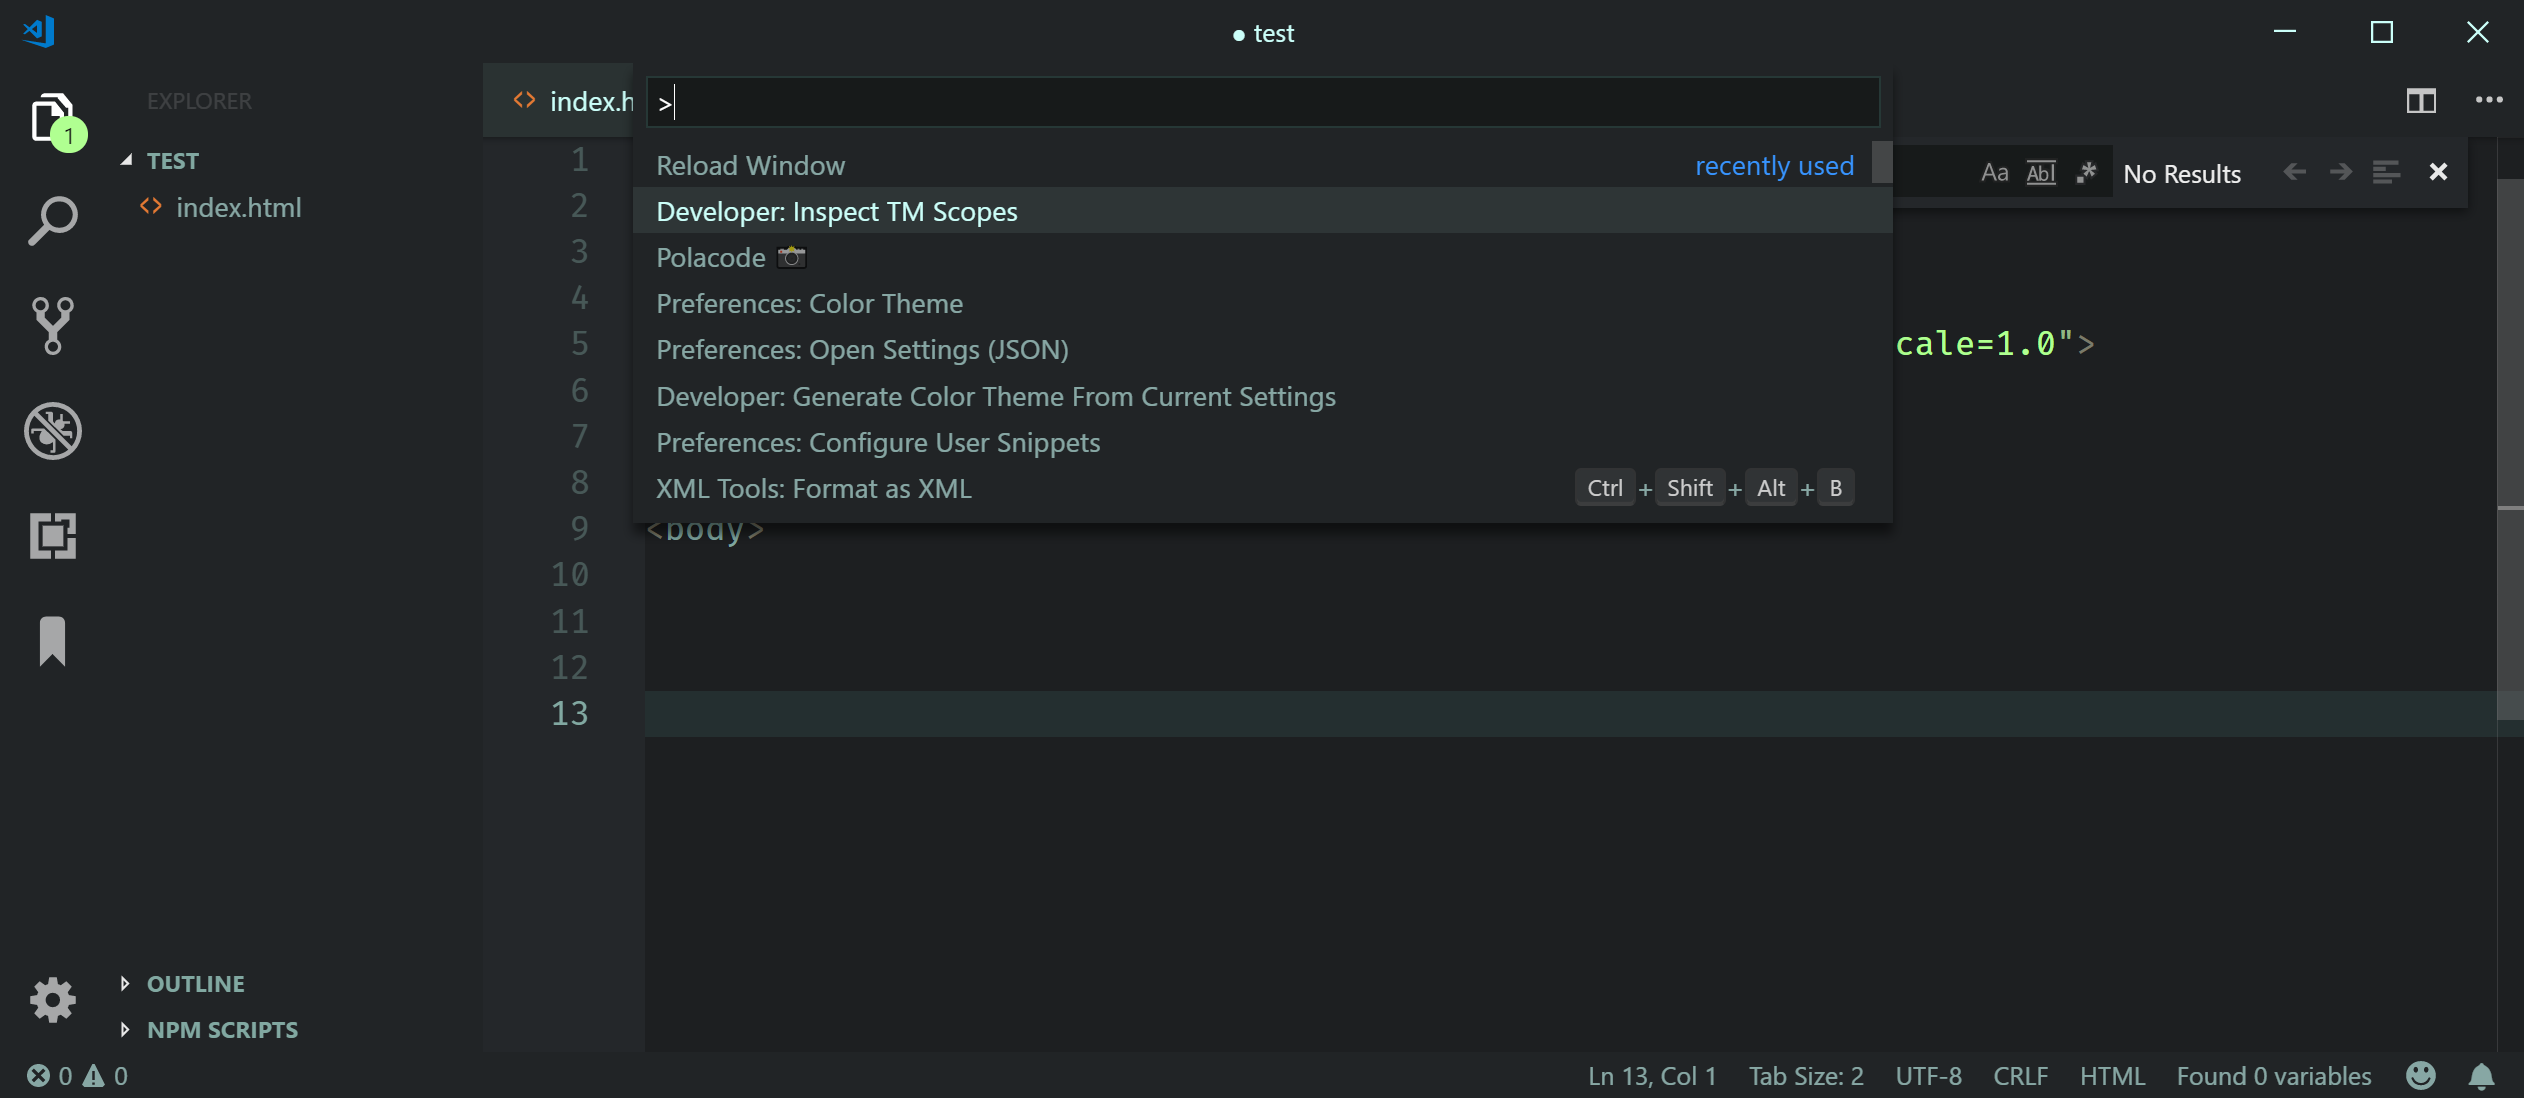 ● test
EXPLORER
1
TEST
index.html
OUTLINE
NPM SCRIPTS
index.h
>
Reload Window recently used
Developer: Inspect TM Scopes
Polacode 📷
Preferences: Color Theme
Preferences: Open Settings (JSON)
Developer: Generate Color Theme From Current Settings
Preferences: Configure User Snippets
XML Tools: Format as XML Ctrl + Shift + Alt + B
Aa Abl .* No Results
1
2
3
4
5 cale=1.0">
6
7
8
9 <body>
10
11
12
13
0 0
Ln 13, Col 1 Tab Size: 2 UTF-8 CRLF HTML Found 0 variables